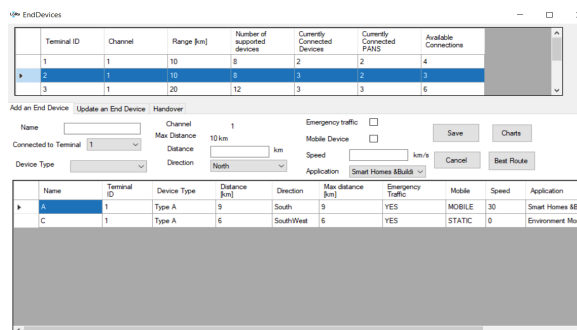 EndDevices
Terminal ID Channel Range [km] Number of supported devices Currently Connected Devices Currently Connected PANS Available Connections
1 1 10 8 2 2 4
2 1 10 8 3 2 3
3 1 20 12 3 3 6
Add an End Device Update an End Device Handover
Name Channel 1 Emergency traffic Save Charts
Connected to Terminal 1 Max Distance 10 km Mobile Device
Distance km Speed km/s Cancel Best Route
Device Type Direction North Application Smart Homes &Buildi
Name Terminal ID Device Type Distance [km] Direction Max distance [km] Emergency Traffic Mobile Speed Application
A 1 Type A 9 South 9 YES MOBILE 30 Smart Homes &B
C 1 Type A 6 SouthWest 6 YES STATIC 0 Environment Mo